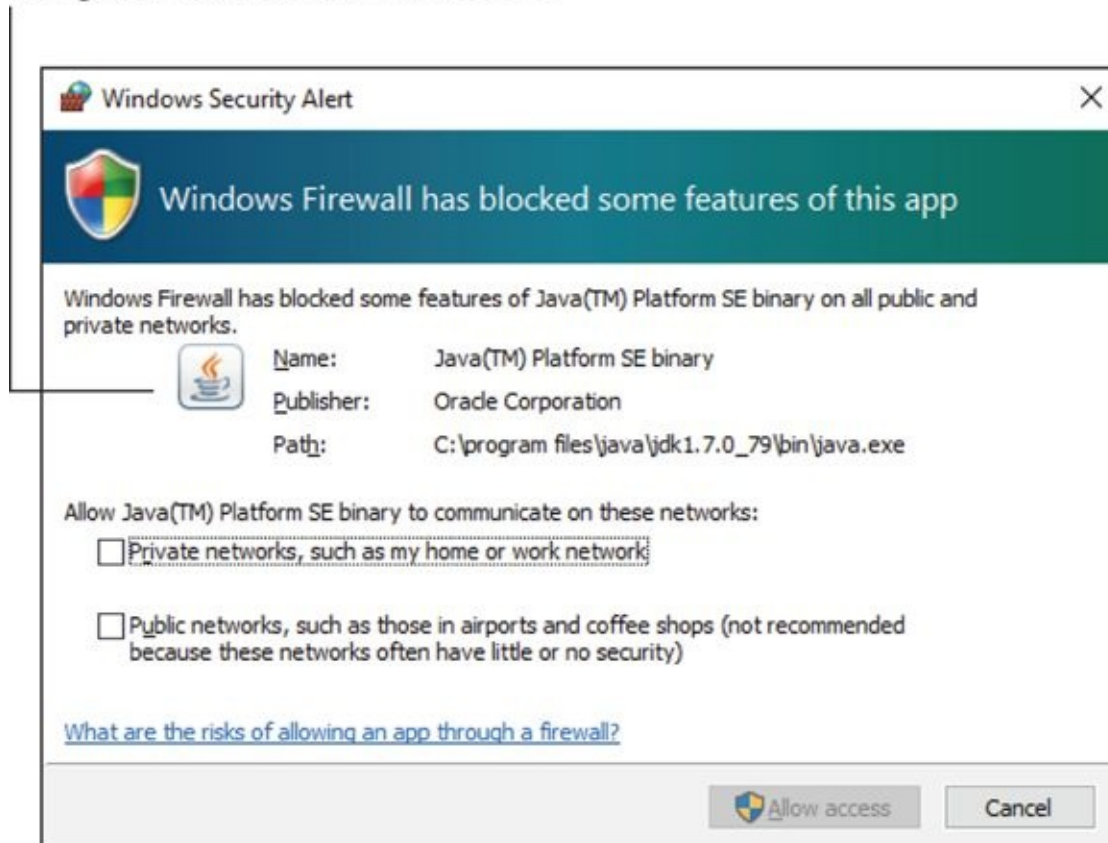 Windows Security Alert
Windows Firewall has blocked some features of this app
Windows Firewall has blocked some features of Java(TM) Platform SE binary on all public and
private networks.
Name: Java(TM) Platform SE binary
Publisher: Oracle Corporation
Path: C:\program files\java\jdk1.7.0_79\bin\java.exe
Allow Java(TM) Platform SE binary to communicate on these networks:
Private networks, such as my home or work network
Public networks, such as those in airports and coffee shops (not recommended
because these networks often have little or no security)
What are the risks of allowing an app through a firewall?
Allow access Cancel